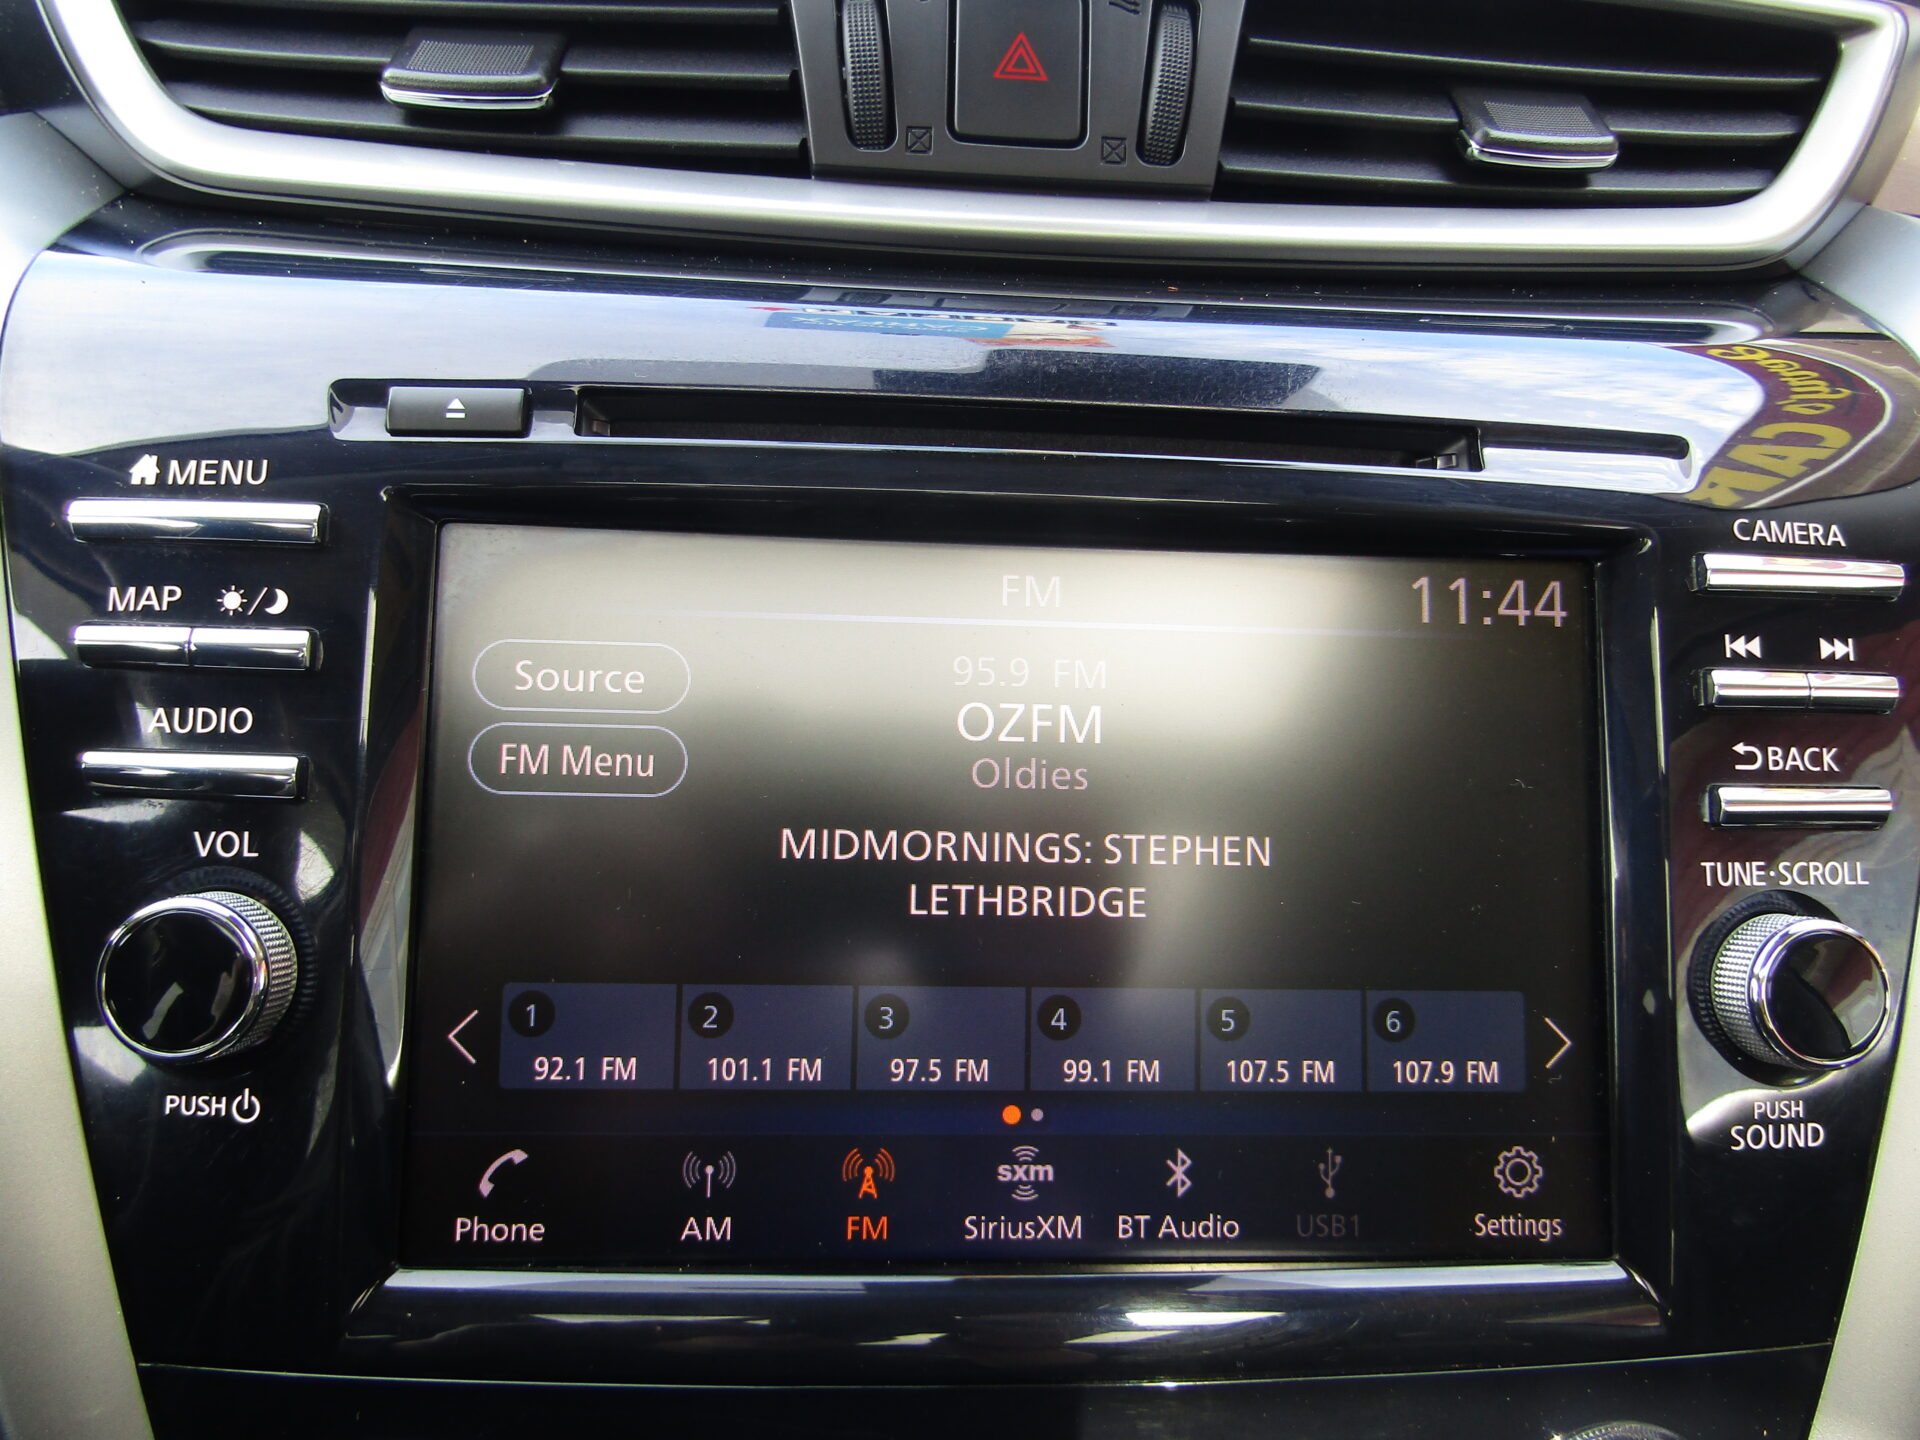 MENU
MAP
AUDIO
VOL
PUSH
FM
11:44
Source
95.9 FM
OZFM
FM Menu
Oldies
MIDMORNINGS: STEPHEN
LETHBRIDGE
1 2 3 4 5 6
92.1 FM 101.1 FM 97.5 FM 99.1 FM 107.5 FM 107.9 FM
sxm
Phone AM FM SiriusXM BT Audio USB1 Settings
CAMERA
BACK
TUNE·SCROLL
PUSH
SOUND